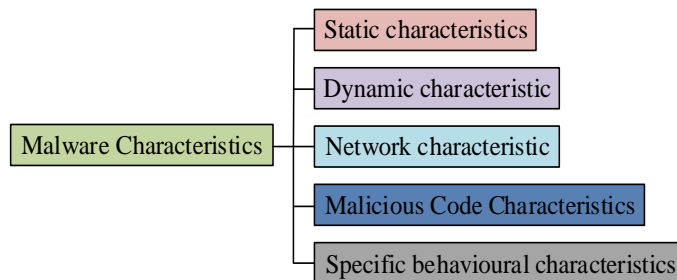 Static characteristics
Dynamic characteristic
Malware Characteristics
Network characteristic
Malicious Code Characteristics
Specific behavioural characteristics